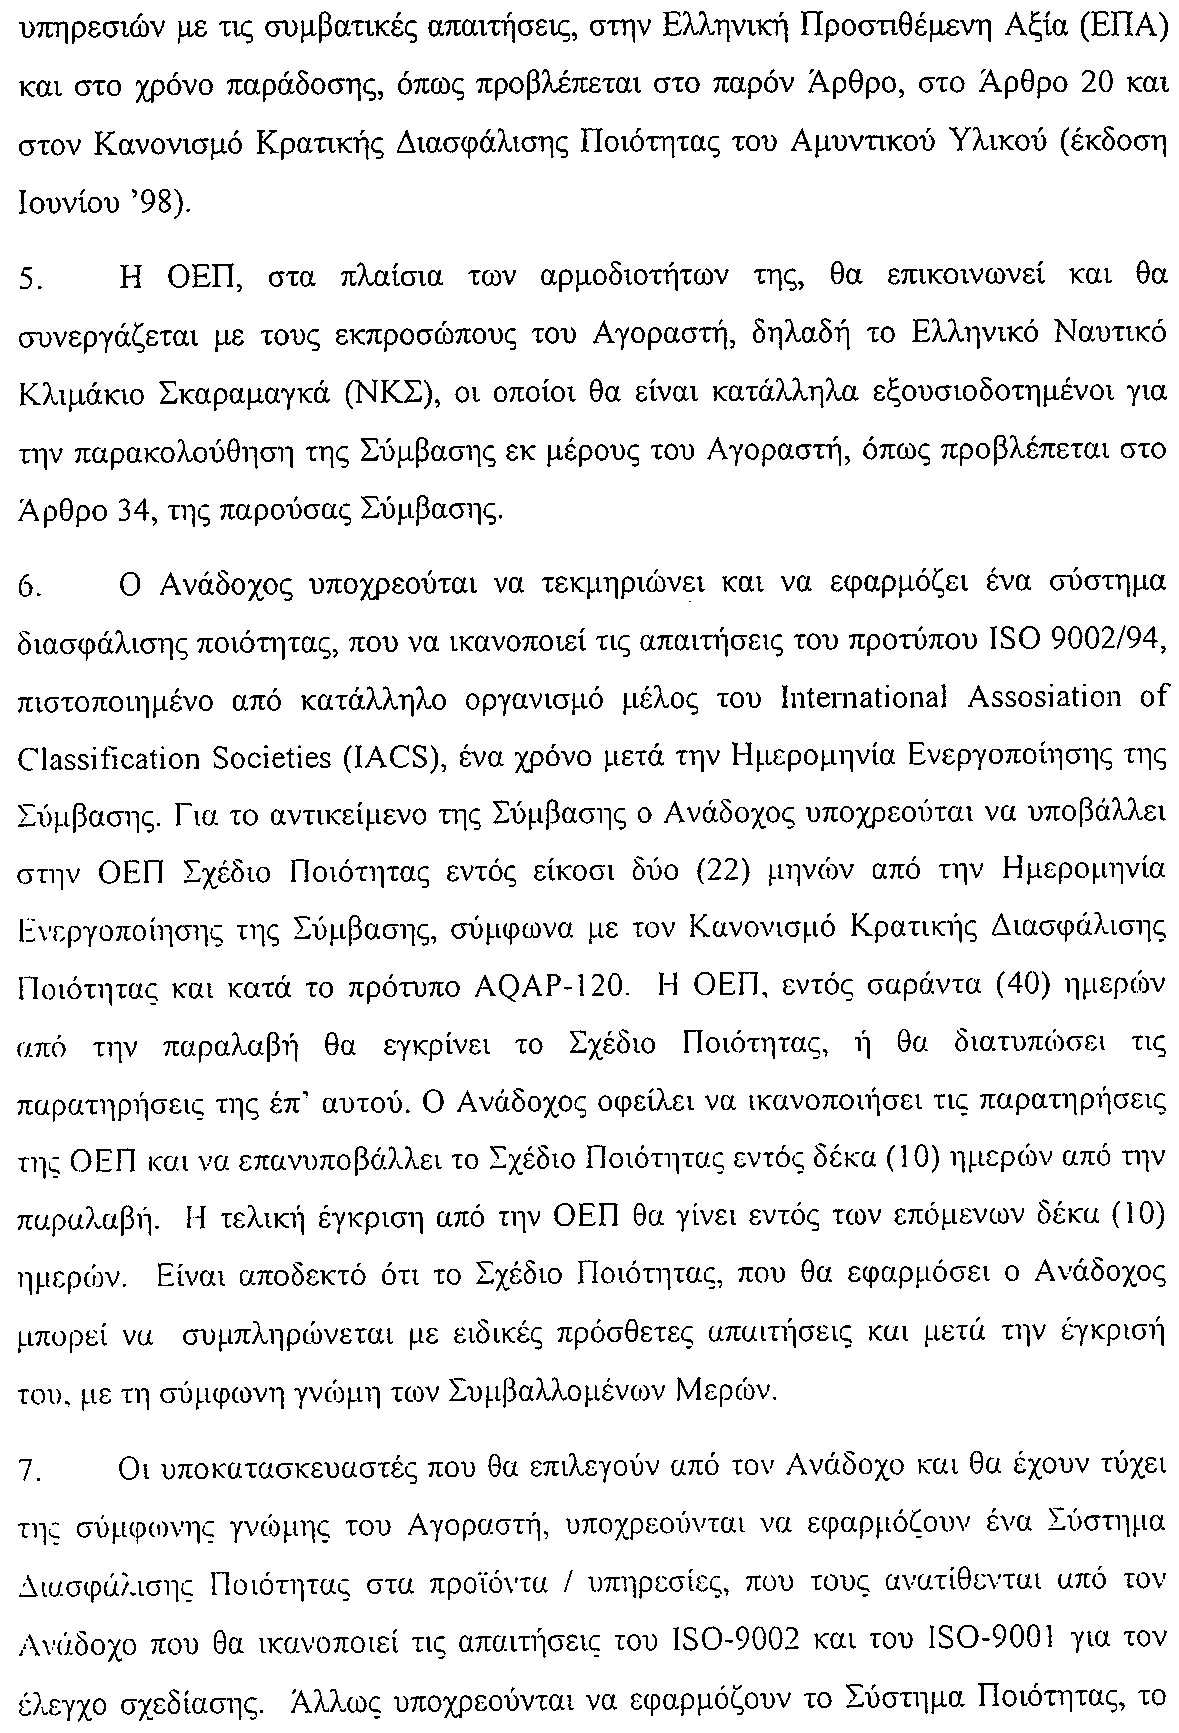 υπηρεσιών με τις συμβατικές απαιτήσεις, στην Ελληνική Προστιθέμενη Αξία (ΕΠΑ)
και στο χρόνο παράδοσης, όπως προβλέπεται στο παρόν Άρθρο, στο Άρθρο 20 και
στον Κανονισμό Κρατικής Διασφάλισης Ποιότητας του Αμυντικού Υλικού (έκδοση
Ιουνίου ’98).
5. Η ΟΕΠ, στα πλαίσια των αρμοδιοτήτων της, θα επικοινωνεί και θα
συνεργάζεται με τους εκπροσώπους του Αγοραστή, δηλαδή το Ελληνικό Ναυτικό
Κλιμάκιο Σκαραμαγκά (ΝΚΣ), οι οποίοι θα είναι κατάλληλα εξουσιοδοτημένοι για
την παρακολούθηση της Σύμβασης εκ μέρους του Αγοραστή, όπως προβλέπεται στο
Άρθρο 34, της παρούσας Σύμβασης.
6. Ο Ανάδοχος υποχρεούται να τεκμηριώνει και να εφαρμόζει ένα σύστημα
διασφάλισης ποιότητας, που να ικανοποιεί τις απαιτήσεις του προτύπου ISO 9002/94,
πιστοποιημένο από κατάλληλο οργανισμό μέλος του International Assosiation of
Classification Societies (IACS), ένα χρόνο μετά την Ημερομηνία Ενεργοποίησης της
Σύμβασης. Για το αντικείμενο της Σύμβασης ο Ανάδοχος υποχρεούται να υποβάλλει
στην ΟΕΠ Σχέδιο Ποιότητας εντός είκοσι δύο (22) μηνών από την Ημερομηνία
Ενεργοποίησης της Σύμβασης, σύμφωνα με τον Κανονισμό Κρατικής Διασφάλισης
Ποιότητας και κατά το πρότυπο AQAP-120. Η ΟΕΠ, εντός σαράντα (40) ημερών
από την παραλαβή θα εγκρίνει το Σχέδιο Ποιότητας, ή θα διατυπώσει τις
παρατηρήσεις της έπ’ αυτού. Ο Ανάδοχος οφείλει να ικανοποιήσει τις παρατηρήσεις
της ΟΕΠ και να επανυποβάλλει το Σχέδιο Ποιότητας εντός δέκα (10) ημερών από την
παραλαβή. Η τελική έγκριση από την ΟΕΠ θα γίνει εντός των επόμενων δέκα (10)
ημερών. Είναι αποδεκτό ότι το Σχέδιο Ποιότητας, που θα εφαρμόσει ο Ανάδοχος
μπορεί να συμπληρώνεται με ειδικές πρόσθετες απαιτήσεις και μετά την έγκρισή
του, με τη σύμφωνη γνώμη των Συμβαλλομένων Μερών.
7. Οι υποκατασκευαστές που θα επιλεγούν από τον Ανάδοχο και θα έχουν τύχει
της σύμφωνης γνώμης του Αγοραστή, υποχρεούνται να εφαρμόζουν ένα Σύστημα
Διασφάλισης Ποιότητας στα προϊόντα / υπηρεσίες, που τους ανατίθενται από τον
Ανάδοχο που θα ικανοποιεί τις απαιτήσεις του ISO-9002 και του ISO-9001 για τον
έλεγχο σχεδίασης. Άλλως υποχρεούνται να εφαρμόζουν το Σύστημα Ποιότητας, το